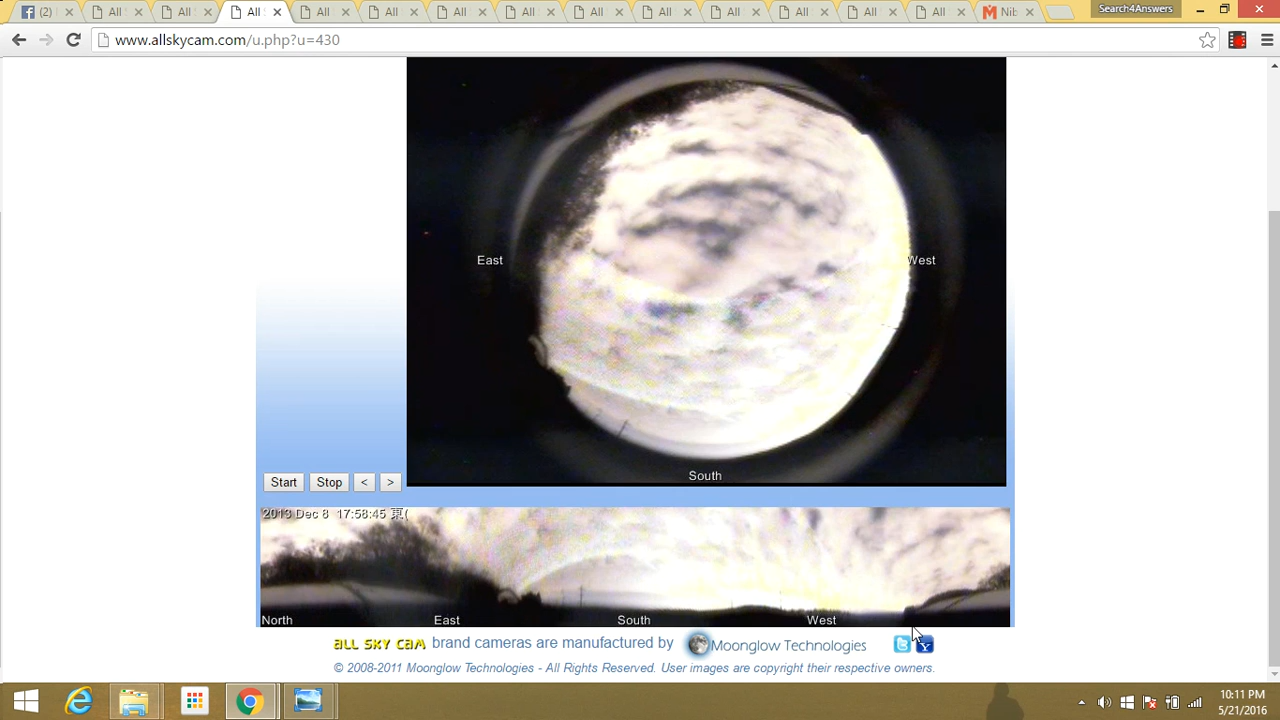 (2)
All S
All S
All S
All
All
All
All
All
All
All
All
All
All
Nib
Search4Answers
www.allskycam.com/u.php?u=430
East
West
South
Start
Stop
<
>
2013 Dec 8 17:58:45 東(
North
East
South
West
all sky cam brand cameras are manufactured by Moonglow Technologies
© 2008-2011 Moonglow Technologies - All Rights Reserved. User images are copyright their respective owners.
10:11 PM
5/21/2016